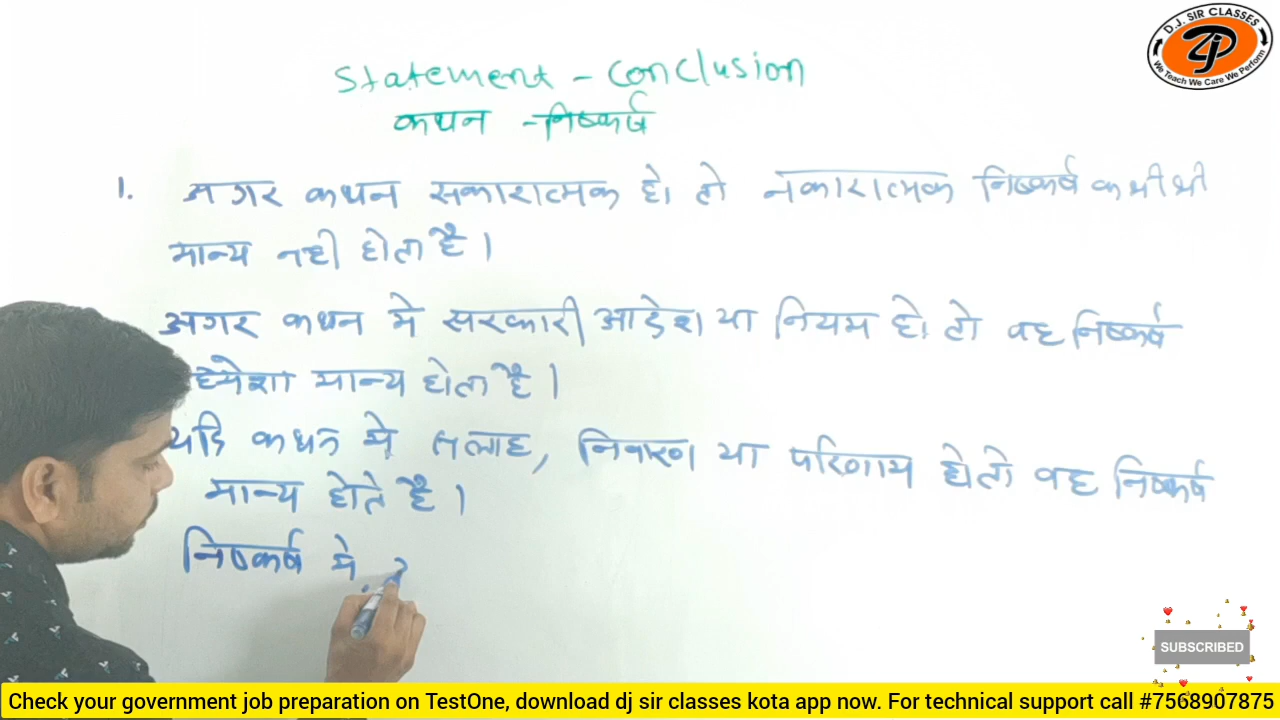 D.J. SIR CLASSES
We Teach We Care We Perform
Statement - Conclusion
कथन - निष्कर्ष
1. अगर कथन सकारात्मक हो तो नकारात्मक निष्कर्ष कभी भी
मान्य नही होता है।
अगर कथन मे सरकारी आदेश या नियम हो तो वह निष्कर्ष
हमेशा मान्य होता है।
यदि कथन मे सलाह, निवारण या परिणाम हो तो वह निष्कर्ष
मान्य होते है।
निष्कर्ष मे
SUBSCRIBED
Check your government job preparation on TestOne, download dj sir classes kota app now. For technical support call #7568907875